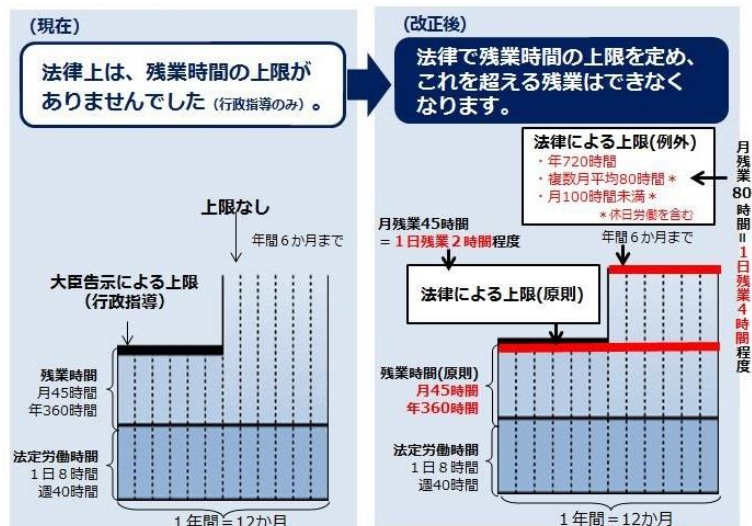 (現在)
法律上は、残業時間の上限が
ありませんでした(行政指導のみ)。
上限なし
年間6か月まで
大臣告示による上限
(行政指導)
残業時間
月45時間
年360時間
法定労働時間
1日8時間
週40時間
1年間=12か月
(改正後)
法律で残業時間の上限を定め、
これを超える残業はできなく
なります。
法律による上限(例外)
・年720時間
・複数月平均80時間*
・月100時間未満*
*休日労働を含む
月残業80時間=1日残業4時間程度
月残業45時間
=1日残業2時間程度
年間6か月まで
法律による上限(原則)
残業時間(原則)
月45時間
年360時間
法定労働時間
1日8時間
週40時間
1年間=12か月